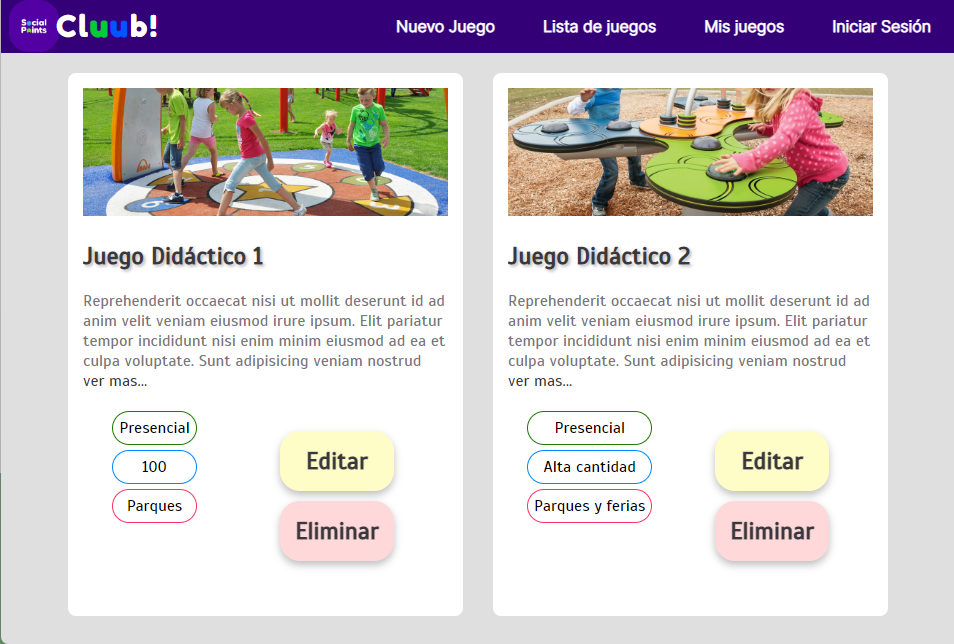 Social
Points
Cluub!
Nuevo Juego
Lista de juegos
Mis juegos
Iniciar Sesión
Juego Didáctico 1
Reprehenderit occaecat nisi ut mollit deserunt id ad
anim velit veniam eiusmod irure ipsum. Elit pariatur
tempor incididunt nisi enim minim eiusmod ad ea et
culpa voluptate. Sunt adipisicing veniam nostrud
ver mas...
Presencial
100
Parques
Editar
Eliminar
Juego Didáctico 2
Reprehenderit occaecat nisi ut mollit deserunt id ad
anim velit veniam eiusmod irure ipsum. Elit pariatur
tempor incididunt nisi enim minim eiusmod ad ea et
culpa voluptate. Sunt adipisicing veniam nostrud
ver mas...
Presencial
Alta cantidad
Parques y ferias
Editar
Eliminar